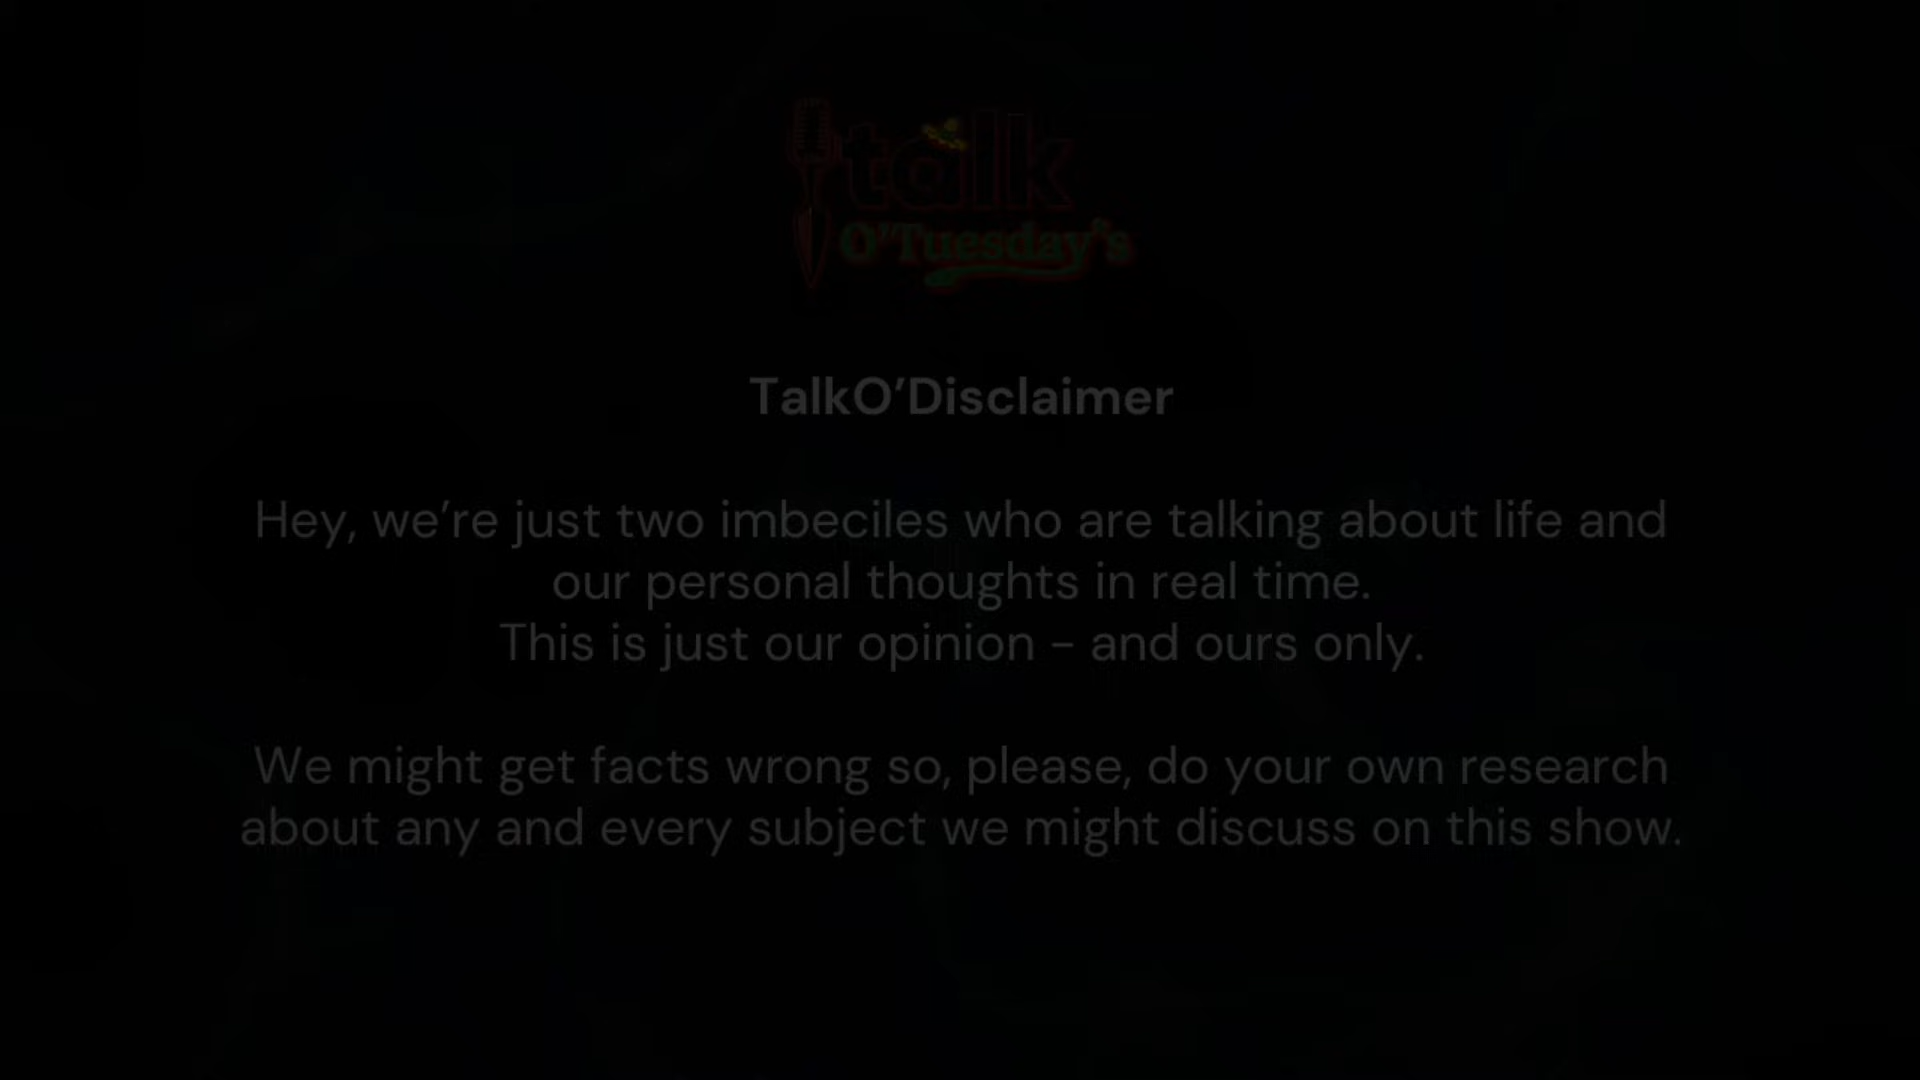 talk
O'Tuesday's
TalkO’Disclaimer
Hey, we’re just two imbeciles who are talking about life and
our personal thoughts in real time.
This is just our opinion – and ours only.
We might get facts wrong so, please, do your own research
about any and every subject we might discuss on this show.